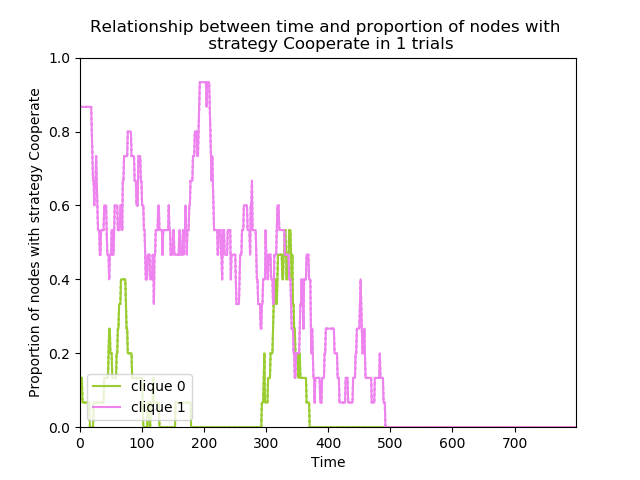 Relationship between time and proportion of nodes with
strategy Cooperate in 1 trials
Proportion of nodes with strategy Cooperate
1.0
0.8
0.6
0.4
0.2
0.0
clique 0
clique 1
0 100 200 300 400 500 600 700
Time